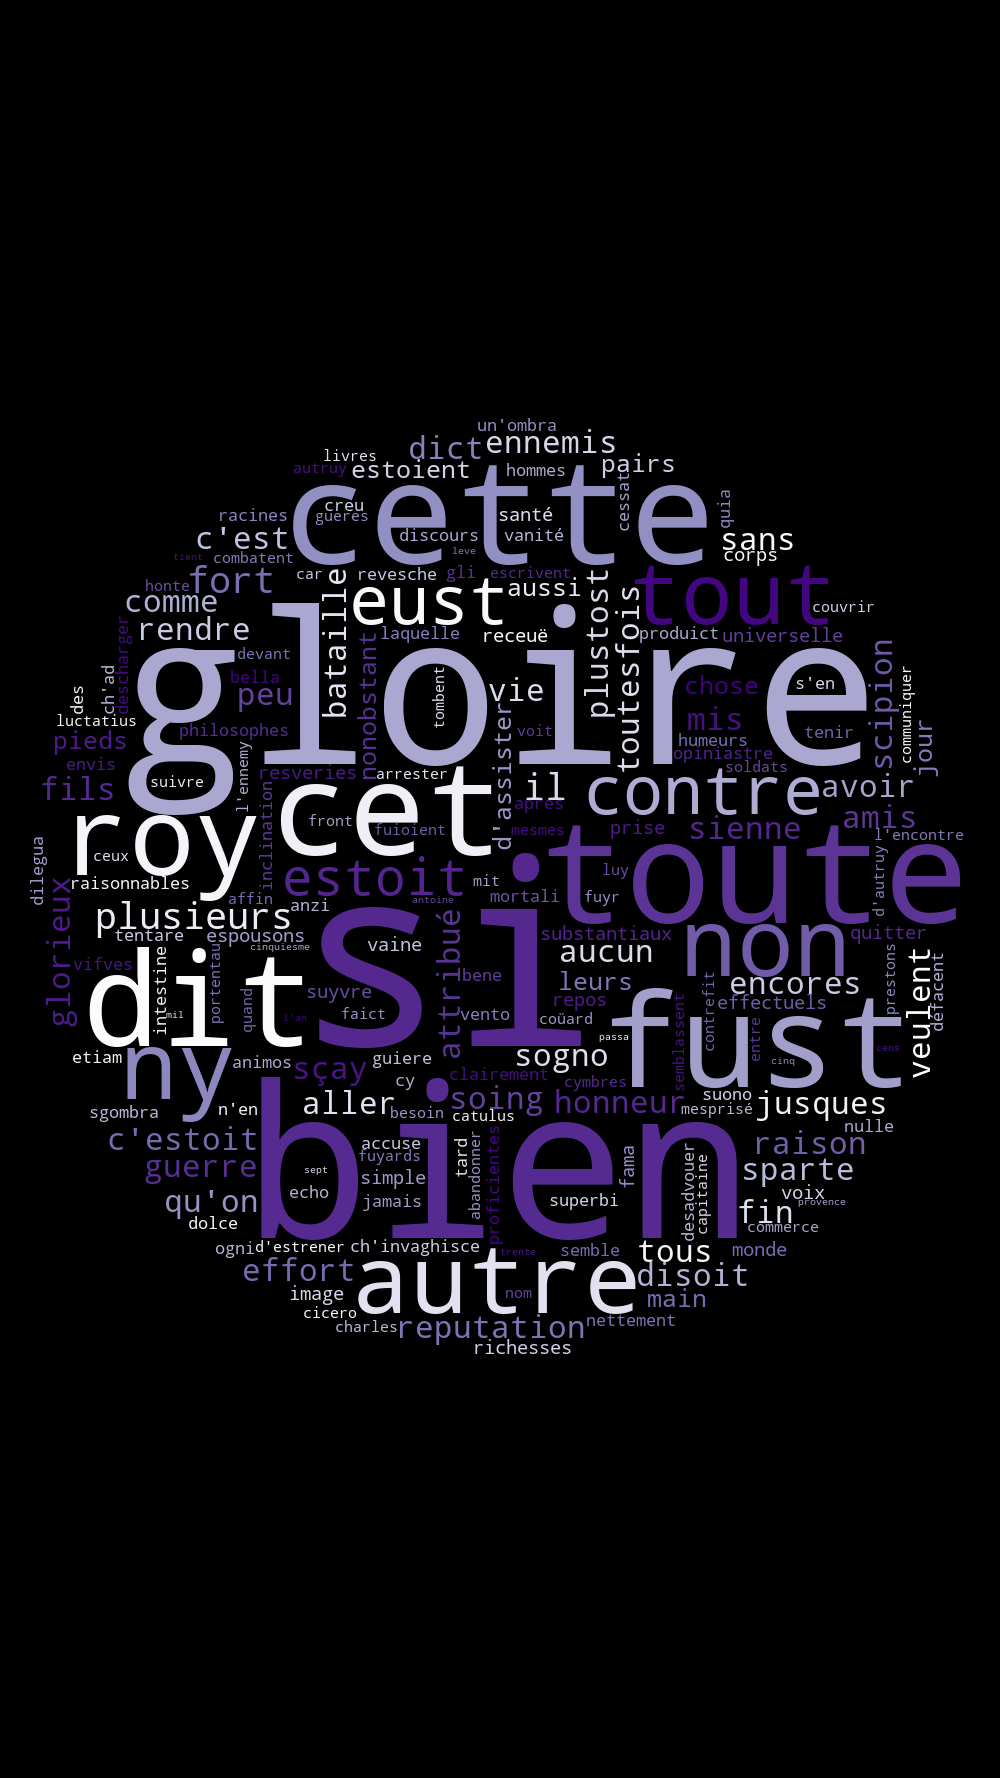 un'ombra
dict ennemis
livres
autruy estoient hommes pairs
cette
creu
racines gueres santé cessat quia
c'est discours vanité sans
tient combatent leve corps
honte fort car revesche gli escrivent tout
comme bataille eust aussi plustost couvrir
rendre laquelle receuë toutesfois produict universelle
descharger devant nonobstant
gloire
ch'ad bella peu tombent vie chose s'en scipion communiquer
des mis
luctatius philosophes d'assister voit humeurs tenir jour
pieds opiniastre
envis l'ennemy resveries arrester soldats
fils suivre cet il contre avoir
inclination apres amis
roy front fuioient mesmes prise sienne l'encontre
dilegua ceux toute d'autruy
raisonnables estoit mit luy
glorieux affin anzi antoine mortali fuyr
plusieurs si attribué
tentare espousons vaine substantiaux non quitter
cinquiesme aucun
vifves intestine portentau bene leurs encores prestons veulent defacent
dit quand suyvre repos contrefit effectuels
mil l'an faict vento coüard fust
semblassent entre
etiam passa cens
ny animos sçay guiere sogno cinq
clairement cymbres
cy suono
sgombra n'en aller besoin soing catulus honneur mesprisé jusques
nulle
c'estoit accuse tard abandonner proficientes fama desadvouer capitaine raison
guerre sept fuyards
bien
simple sparte
qu'on echo jamais superbi voix provence
dolce fin commerce
ogni d'estrener ch'invaghisce trente semble tous monde
effort autre disoit
image nom main
cicero
charles reputation nettement
richesses